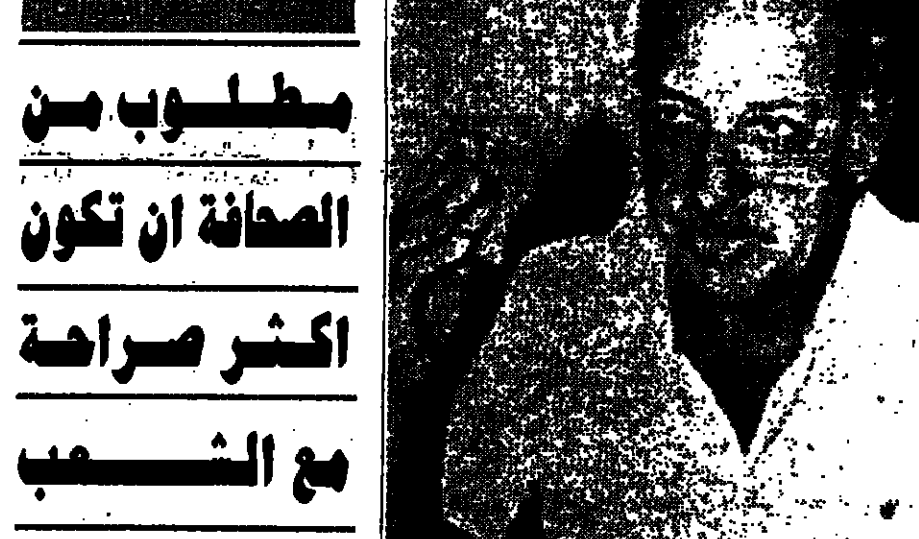 مطلوب من
الصحافة ان تكون
اكثر صراحة
مع الشعب